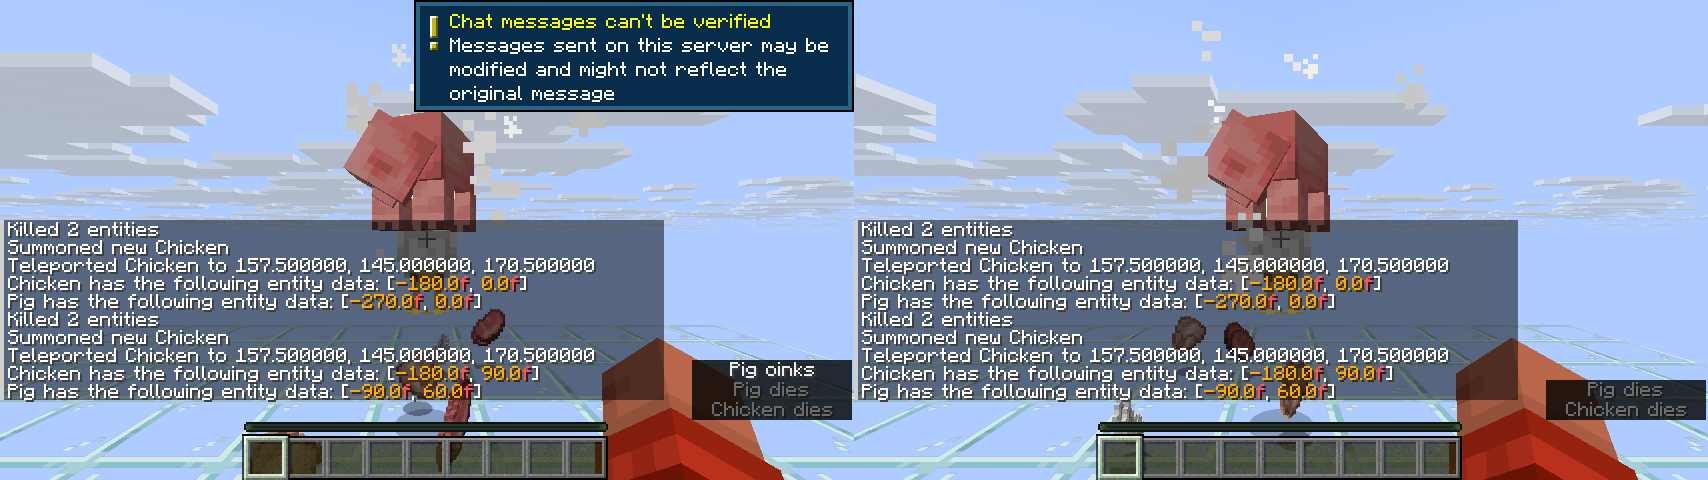 Chat messages can't be verified
Messages sent on this server may be
modified and might not reflect the
original message
Killed 2 entities
Summoned new Chicken
Teleported Chicken to 157.500000, 145.000000, 170.500000
Chicken has the following entity data: [-180.0f, 0.0f]
Pig has the following entity data: [-270.0f, 0.0f]
Killed 2 entities
Summoned new Chicken
Teleported Chicken to 157.500000, 145.000000, 170.500000
Chicken has the following entity data: [-180.0f, 90.0f]
Pig has the following entity data: [-90.0f, 60.0f]
Pig oinks
Pig dies
Chicken dies
Killed 2 entities
Summoned new Chicken
Teleported Chicken to 157.500000, 145.000000, 170.500000
Chicken has the following entity data: [-180.0f, 0.0f]
Pig has the following entity data: [-270.0f, 0.0f]
Killed 2 entities
Summoned new Chicken
Teleported Chicken to 157.500000, 145.000000, 170.500000
Chicken has the following entity data: [-180.0f, 90.0f]
Pig has the following entity data: [-90.0f, 60.0f]
Pig dies
Chicken dies